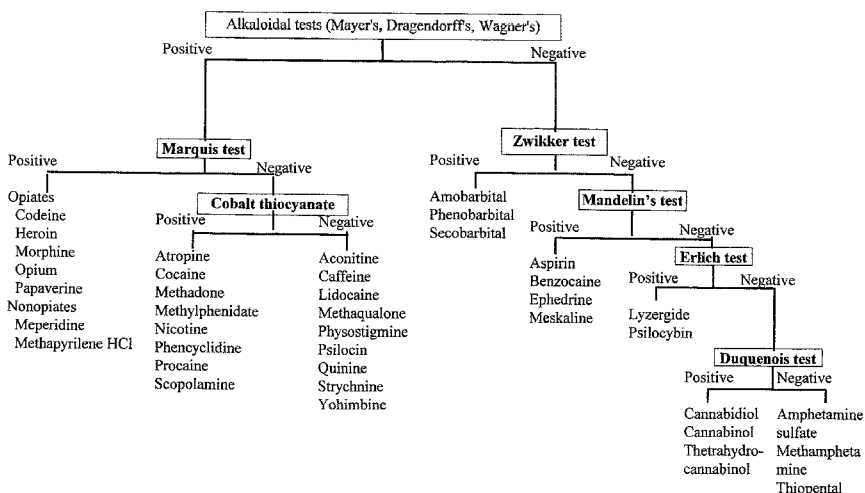 Alkaloidal tests (Mayer's, Dragendorff's, Wagner's)
Positive
Negative
Marquis test
Positive
Negative
Opiates
Codeine
Heroin
Morphine
Opium
Papaverine
Nonopiates
Meperidine
Methapyrilene HCl
Cobalt thiocyanate
Positive
Negative
Atropine
Cocaine
Methadone
Methylphenidate
Nicotine
Phencyclidine
Procaine
Scopolamine
Aconitine
Caffeine
Lidocaine
Methaqualone
Physostigmine
Psilocin
Quinine
Strychnine
Yohimbine
Zwikker test
Positive
Negative
Amobarbital
Phenobarbital
Secobarbital
Mandelin's test
Positive
Negative
Aspirin
Benzocaine
Ephedrine
Meskaline
Erlich test
Positive
Negative
Lyzergide
Psilocybin
Duquenois test
Positive
Negative
Cannabidiol
Cannabinol
Thetrahydro-
cannabinol
Amphetamine
sulfate
Methampheta
mine
Thiopental